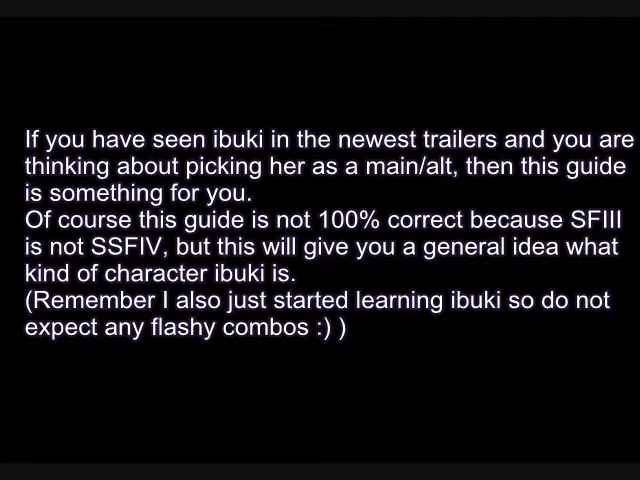 If you have seen ibuki in the newest trailers and you are
thinking about picking her as a main/alt, then this guide
is something for you.
Of course this guide is not 100% correct because SFIII
is not SSFIV, but this will give you a general idea what
kind of character ibuki is.
(Remember I also just started learning ibuki so do not
expect any flashy combos :) )